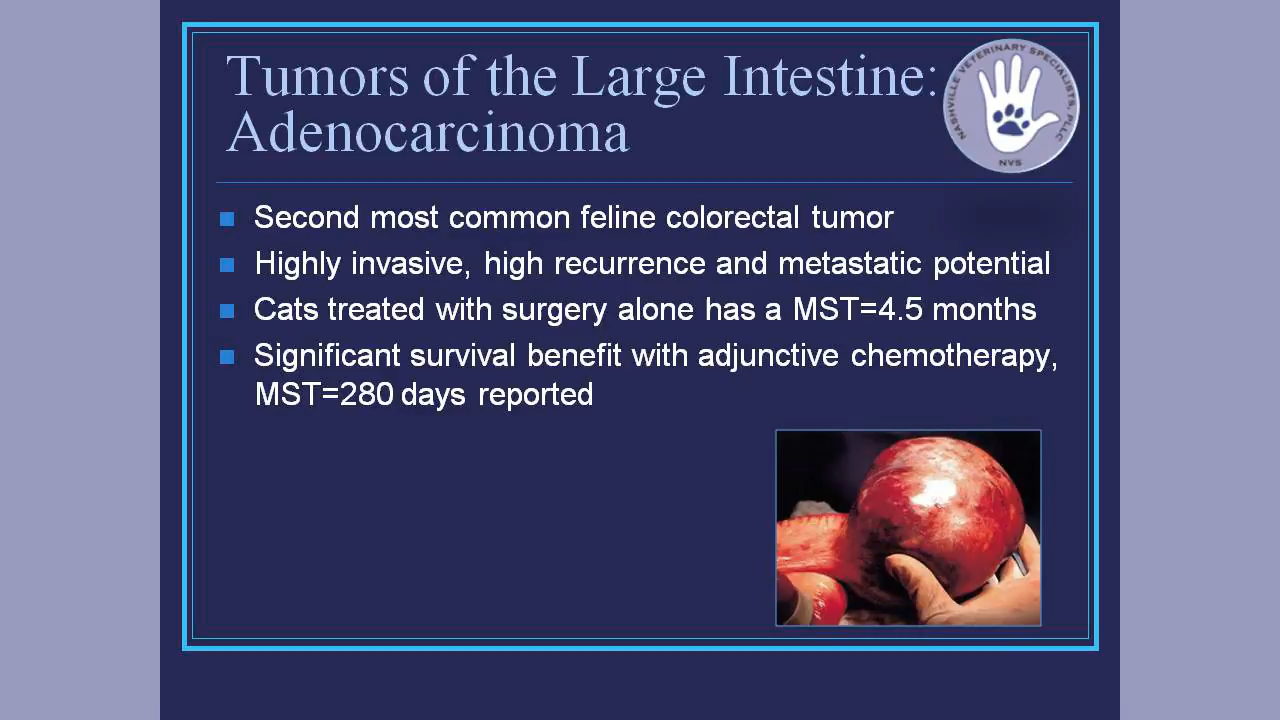 Tumors of the Large Intestine:
Adenocarcinoma
NASHVILLE VETERINARY SPECIALISTS, PLLC
NVS
Second most common feline colorectal tumor
Highly invasive, high recurrence and metastatic potential
Cats treated with surgery alone has a MST=4.5 months
Significant survival benefit with adjunctive chemotherapy,
MST=280 days reported